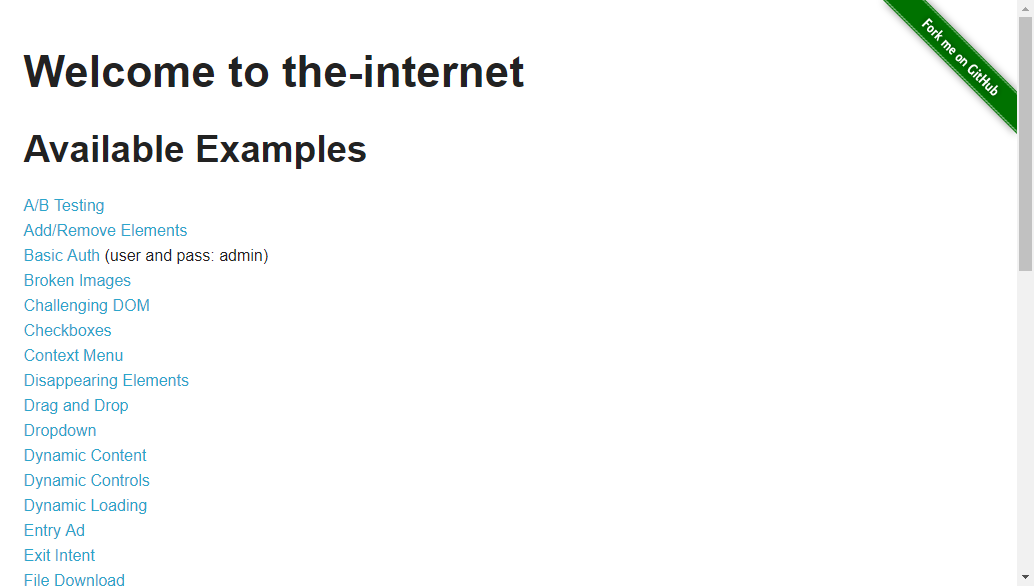 Fork me on GitHub
Welcome to the-internet
Available Examples
A/B Testing
Add/Remove Elements
Basic Auth (user and pass: admin)
Broken Images
Challenging DOM
Checkboxes
Context Menu
Disappearing Elements
Drag and Drop
Dropdown
Dynamic Content
Dynamic Controls
Dynamic Loading
Entry Ad
Exit Intent
File Download